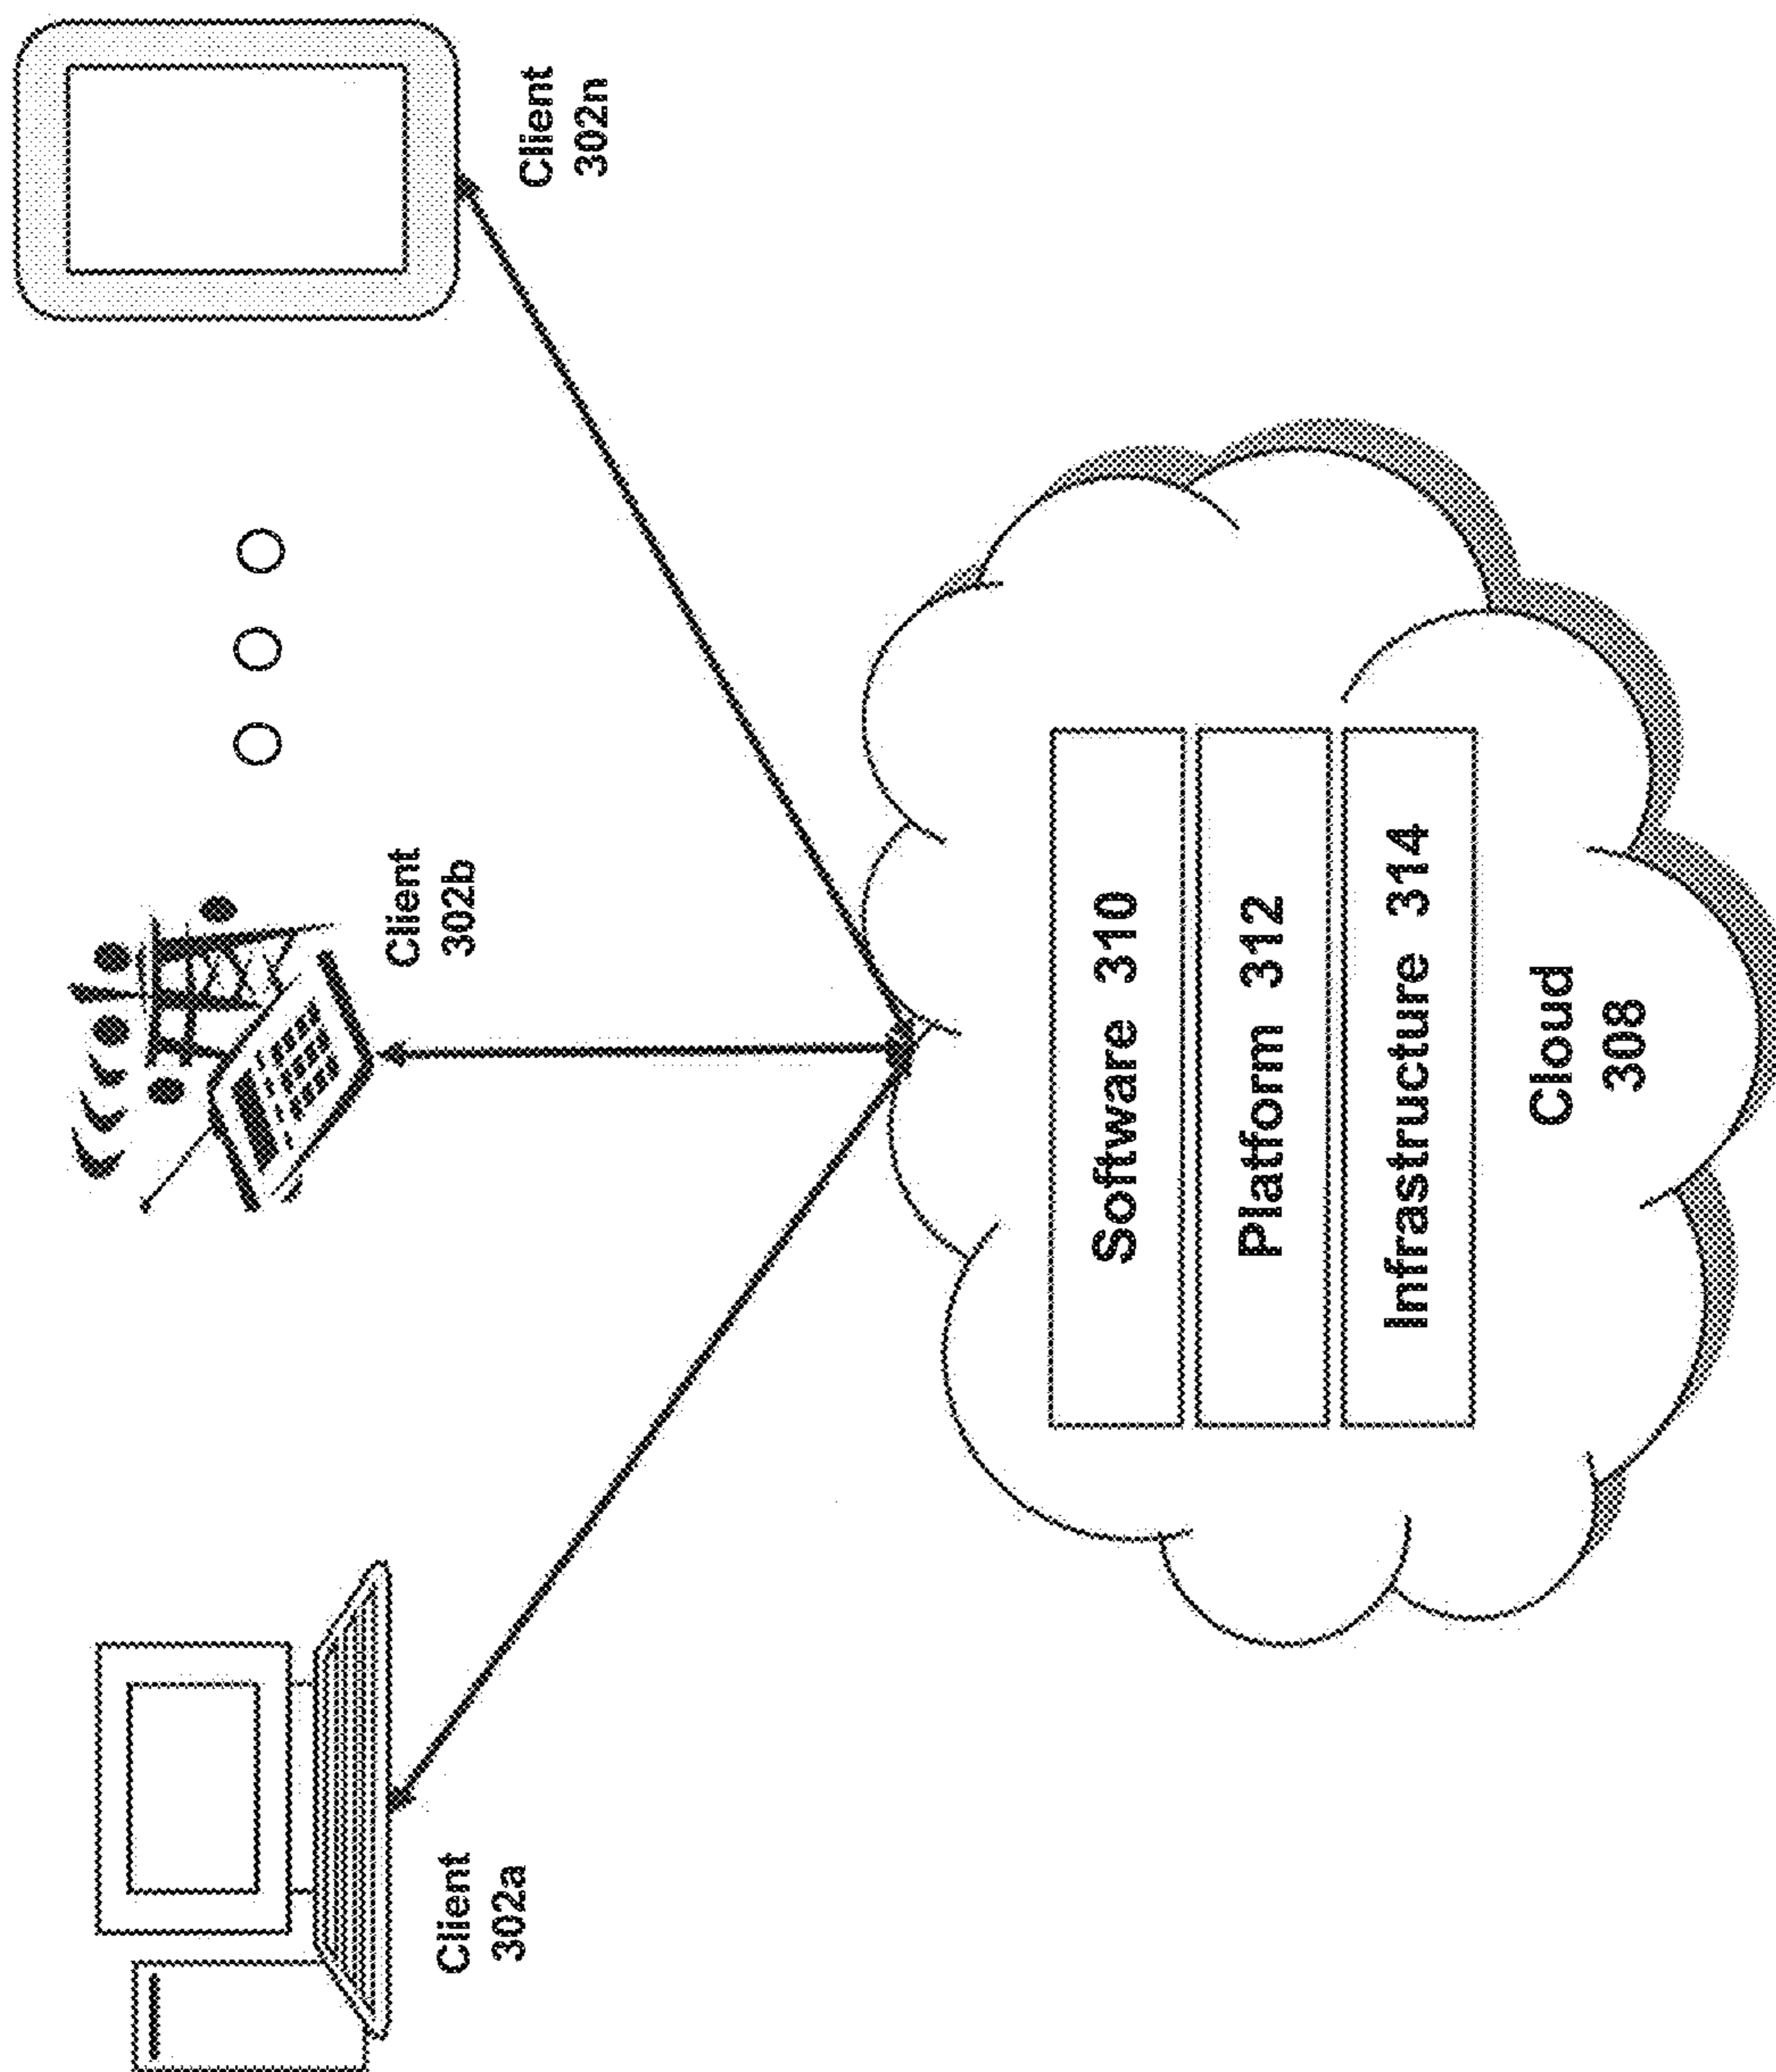 Client
302a
Client
302b
Client
302n
Software 310
Platform 312
Infrastructure 314
Cloud
308